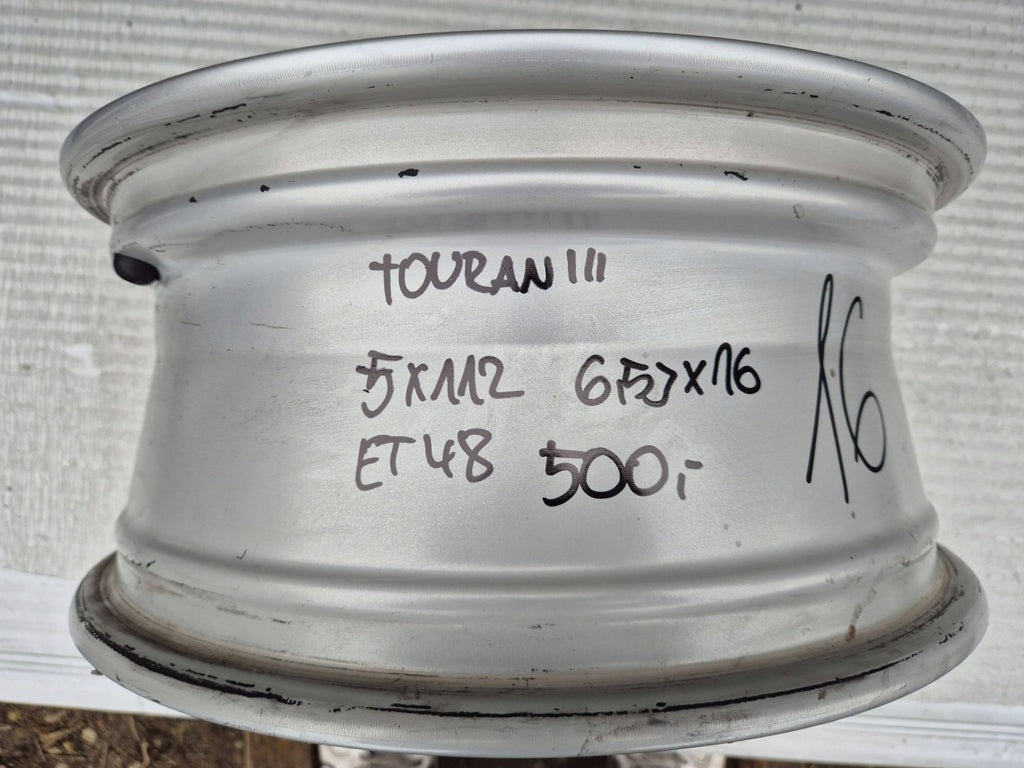 TOURAN III
5X112 6,5JX16
ET48 500,-
16